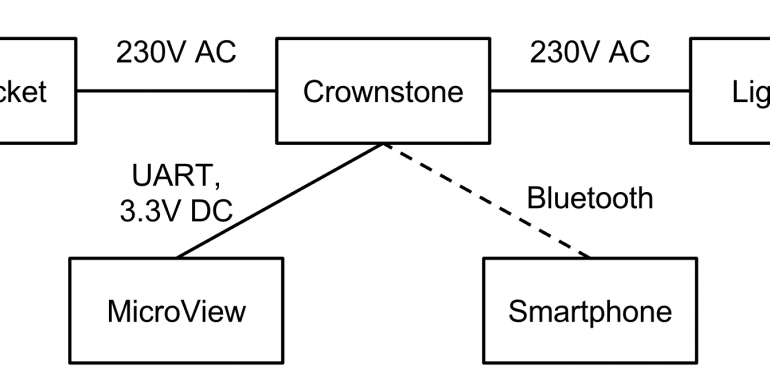 230V AC
230V AC
cket
Crownstone
Lig
UART,
3.3V DC
Bluetooth
MicroView
Smartphone